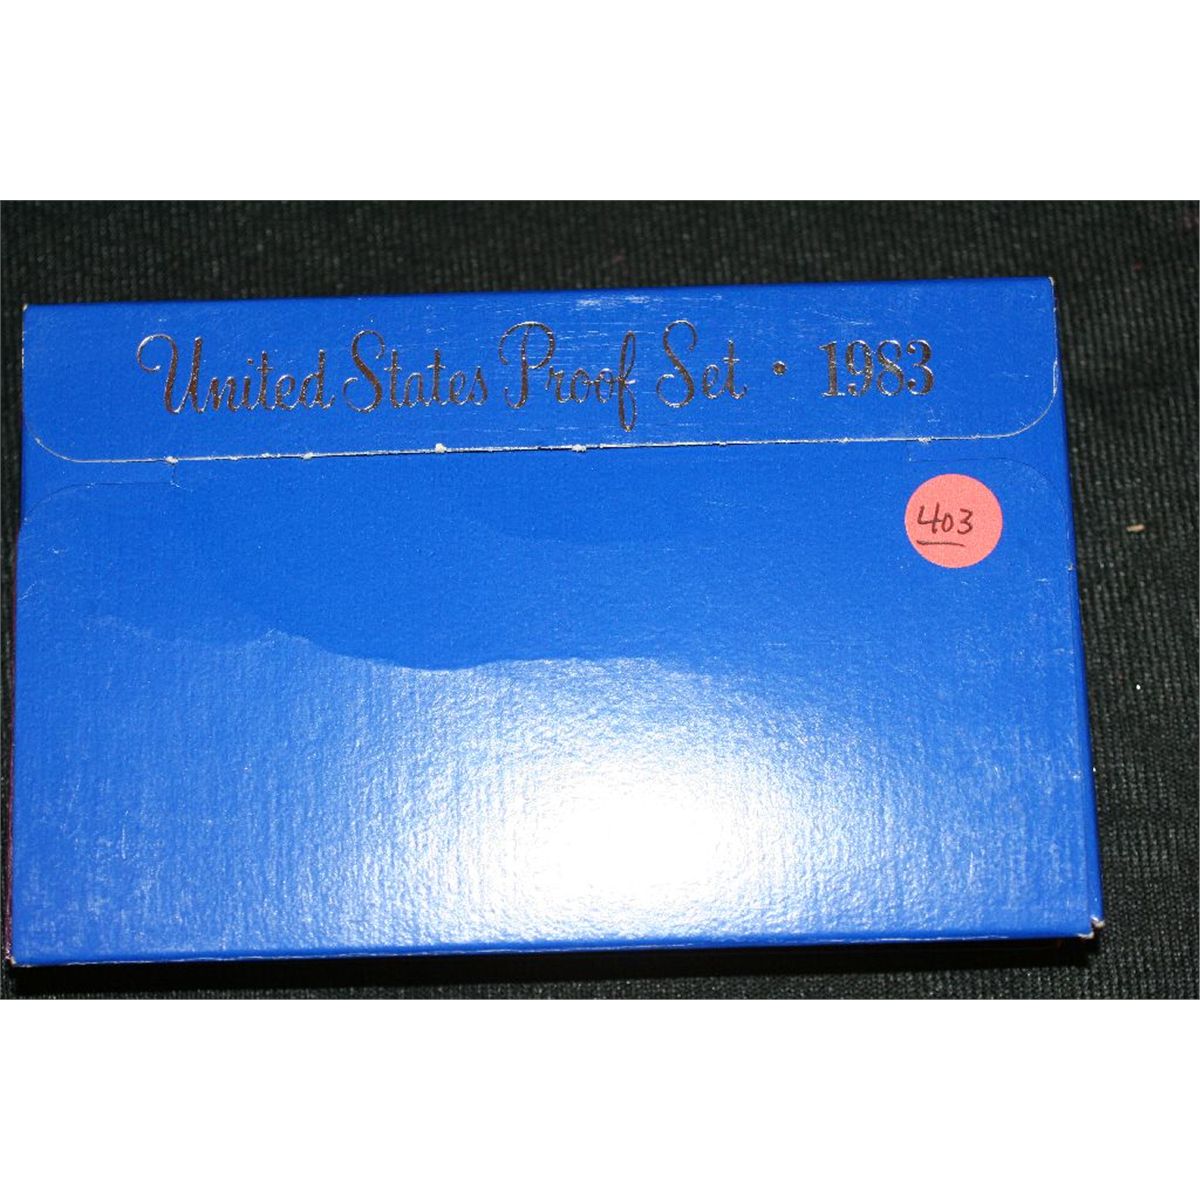 United States Proof Set • 1983
403